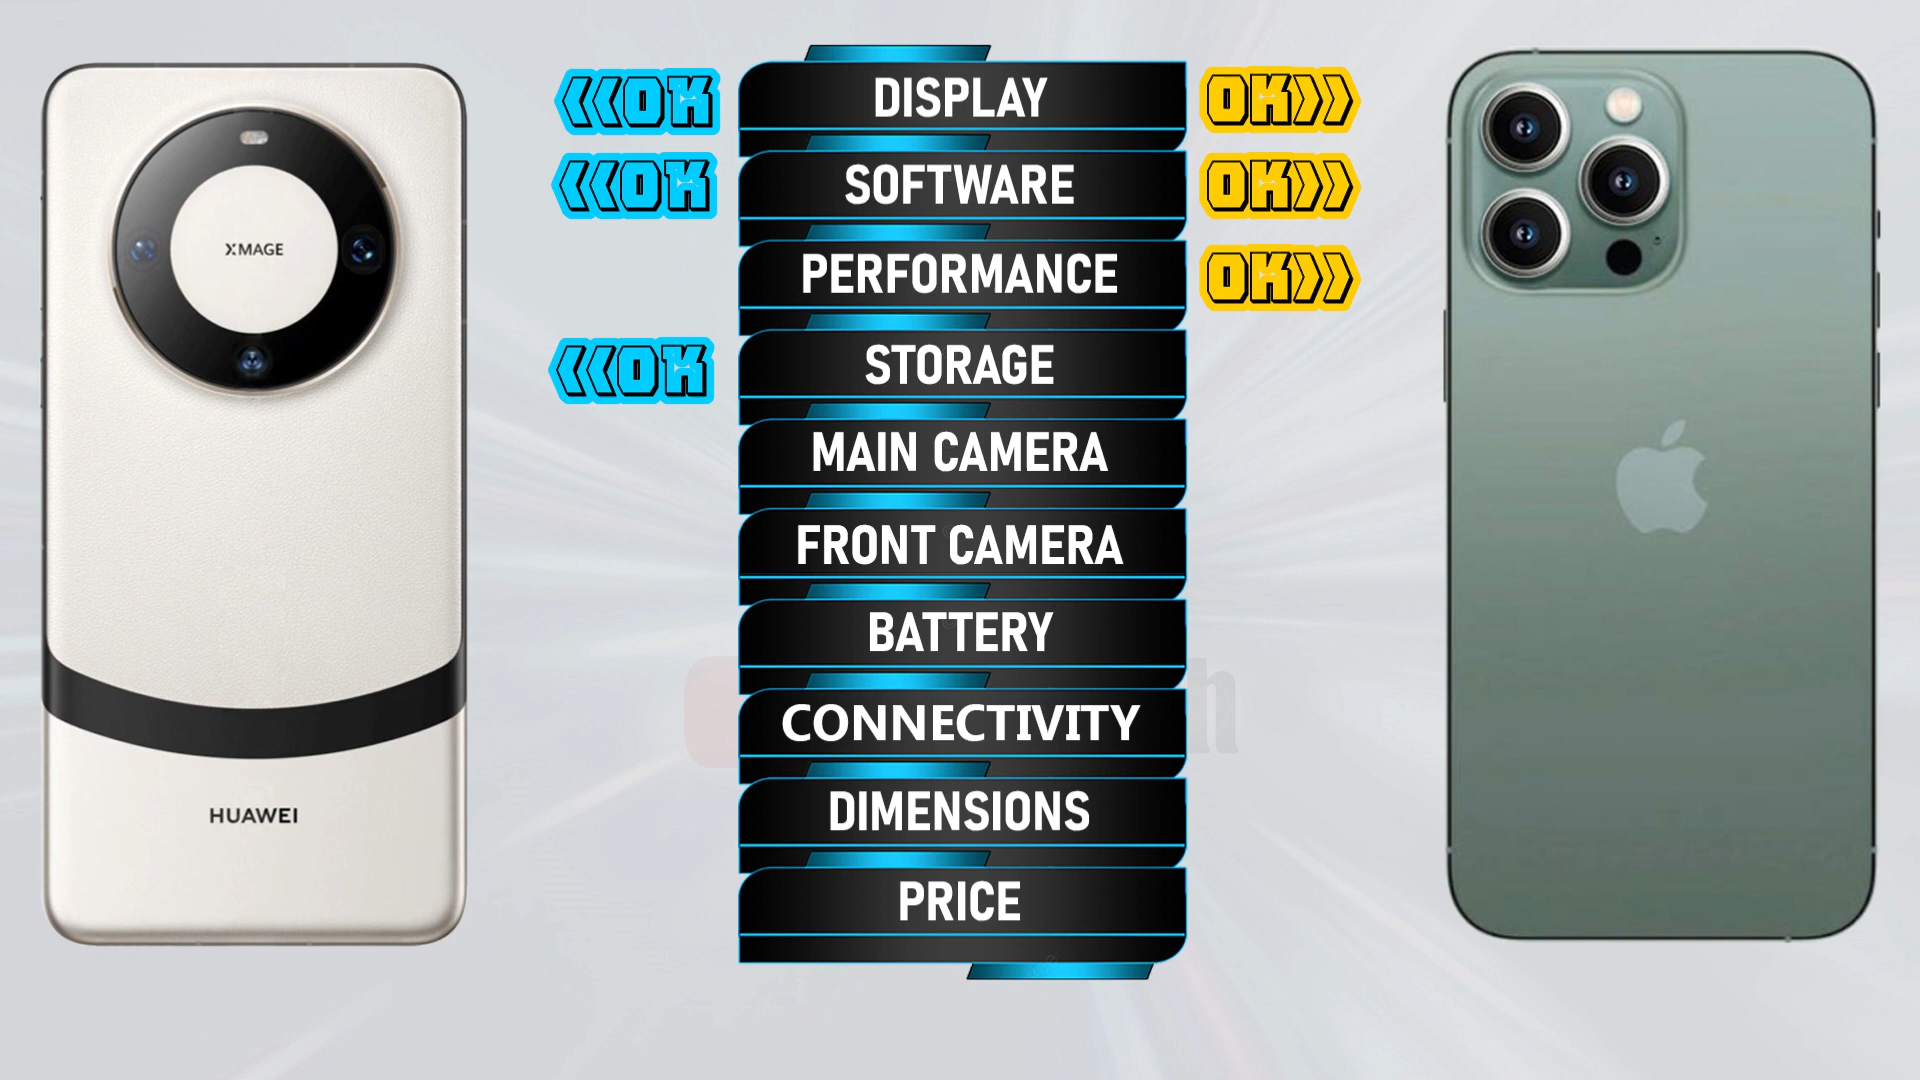 <<OK DISPLAY OK>>
<<OK SOFTWARE OK>>
PERFORMANCE OK>>
<<OK STORAGE
MAIN CAMERA
FRONT CAMERA
BATTERY
CONNECTIVITY
DIMENSIONS
PRICE
XMAGE
HUAWEI